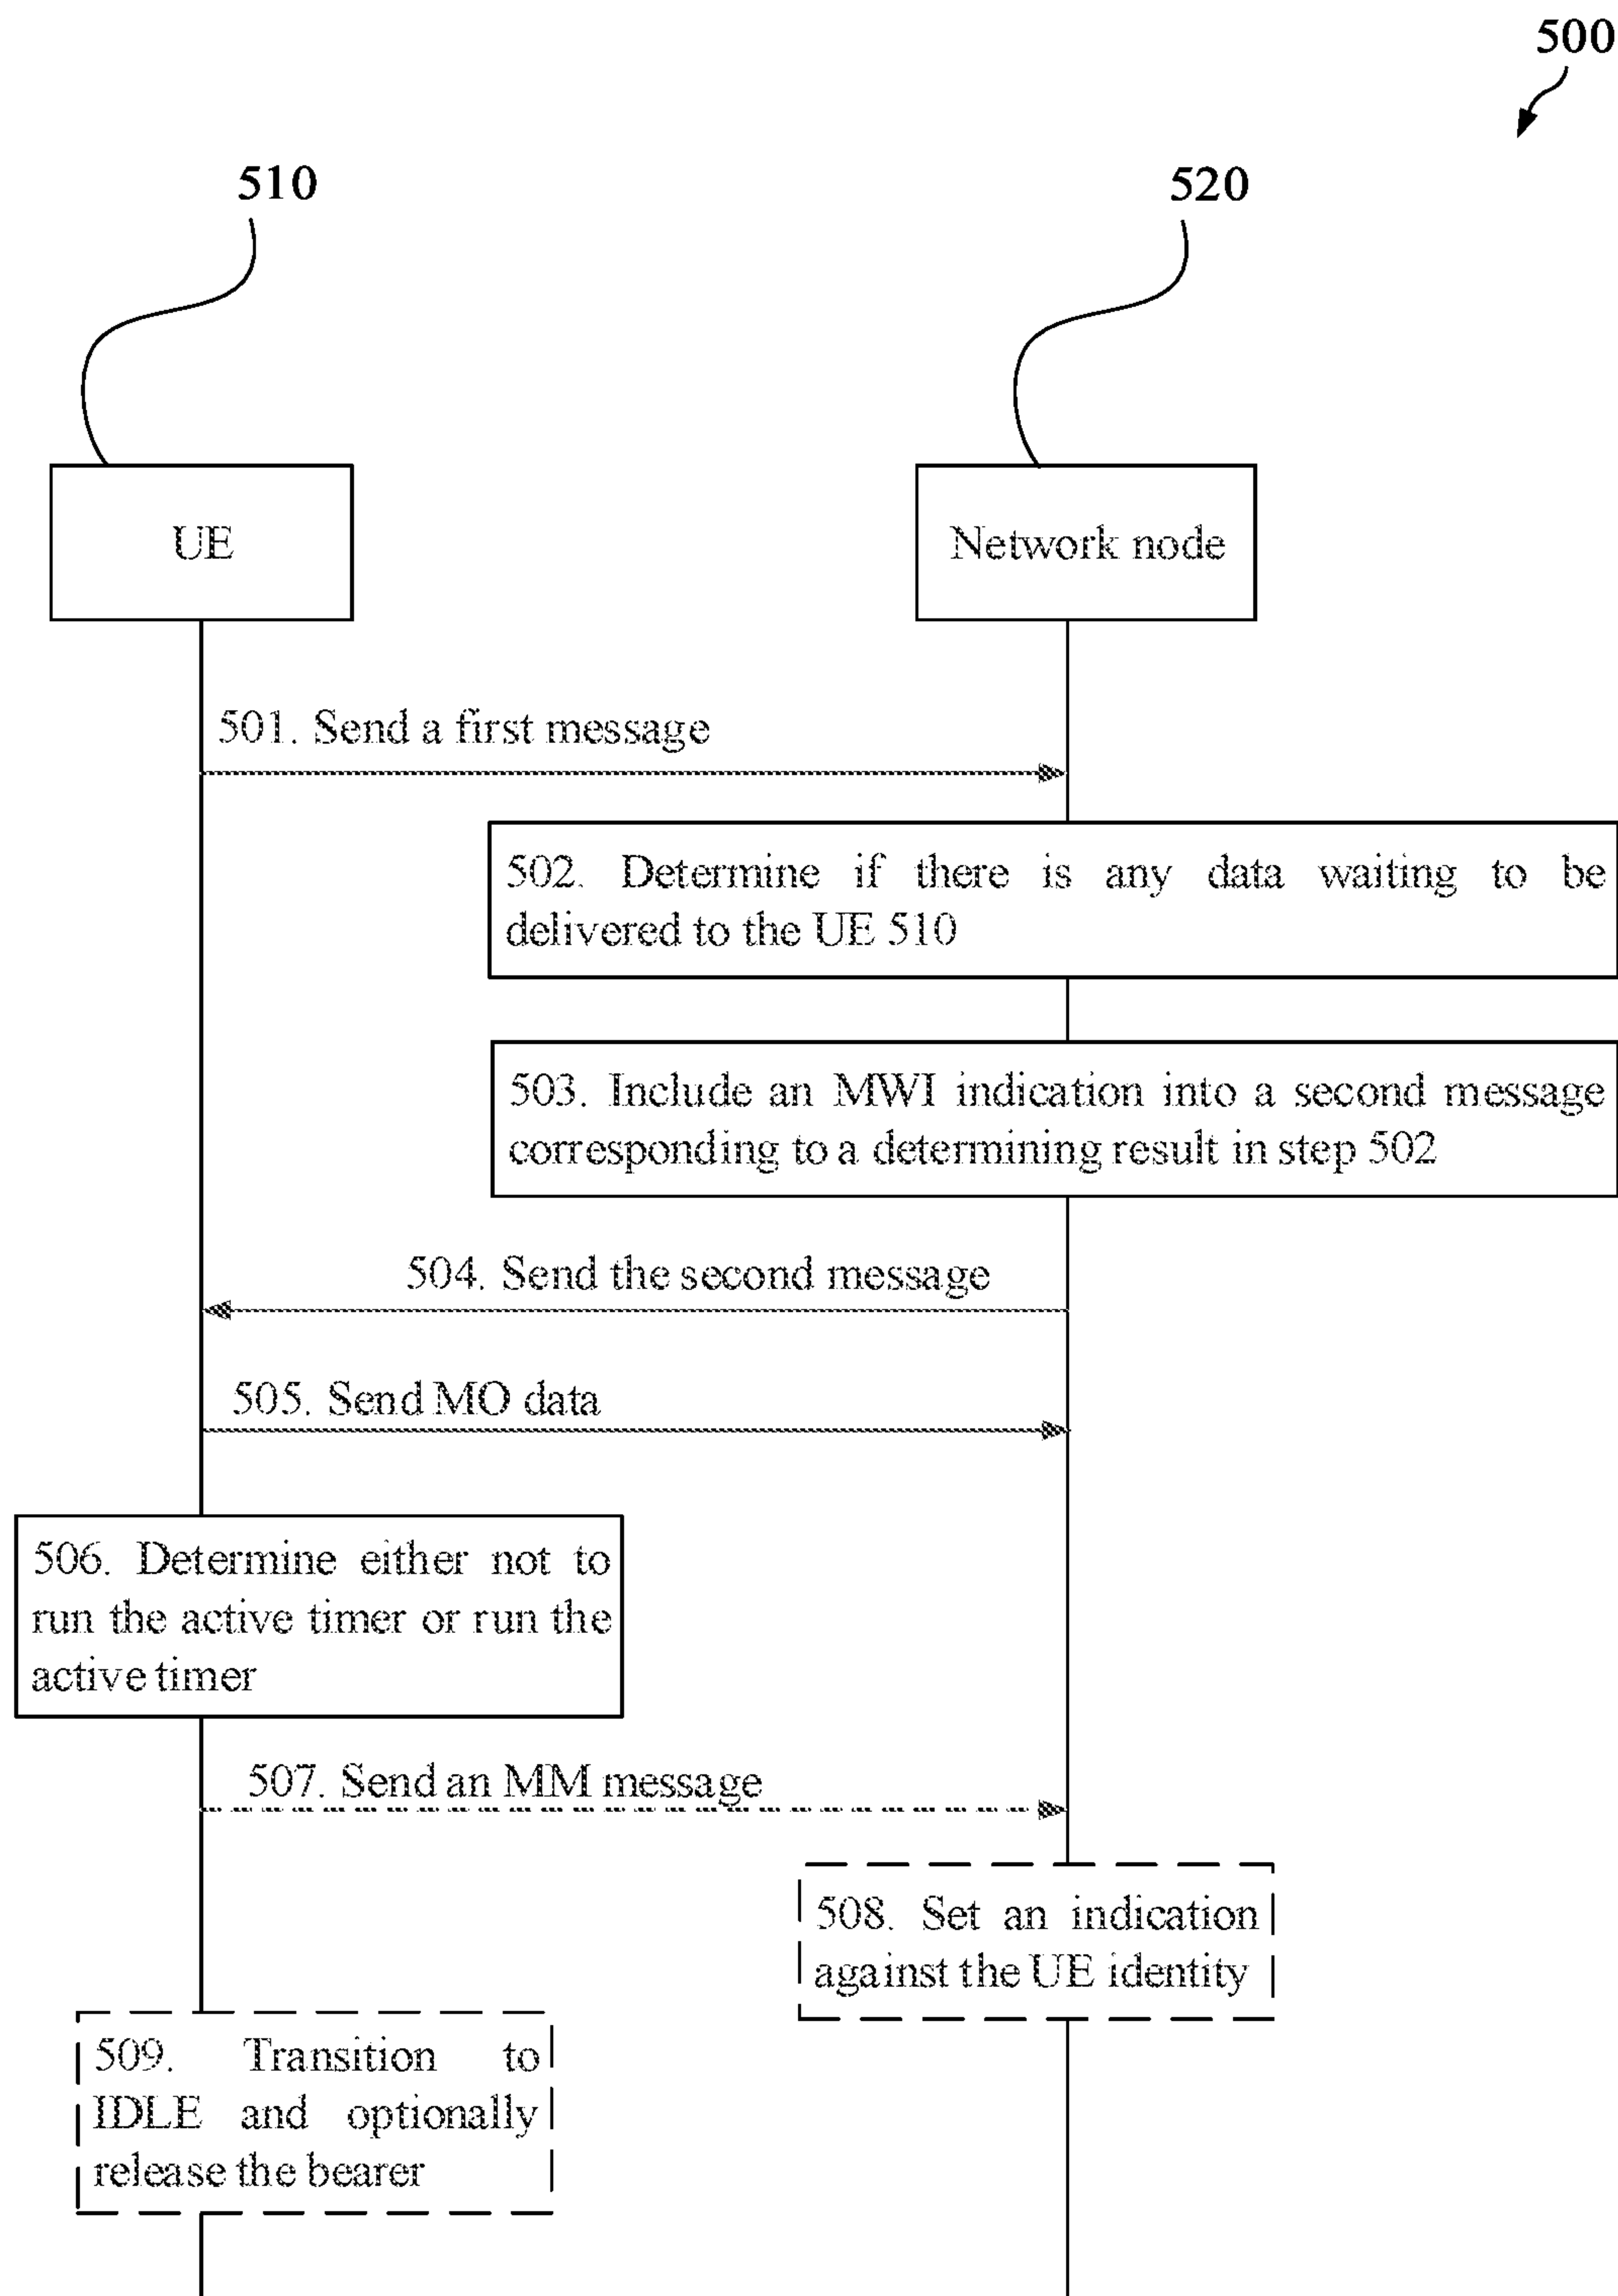 500
510
520
UE
Network node
501. Send a first message
502. Determine if there is any data waiting to be
delivered to the UE 510
503. Include an MWI indication into a second message
corresponding to a determining result in step 502
504. Send the second message
505. Send MO data
506. Determine either not to
run the active timer or run the
active timer
507. Send an MM message
508. Set an indication
against the UE identity
509. Transition to
IDLE and optionally
release the bearer